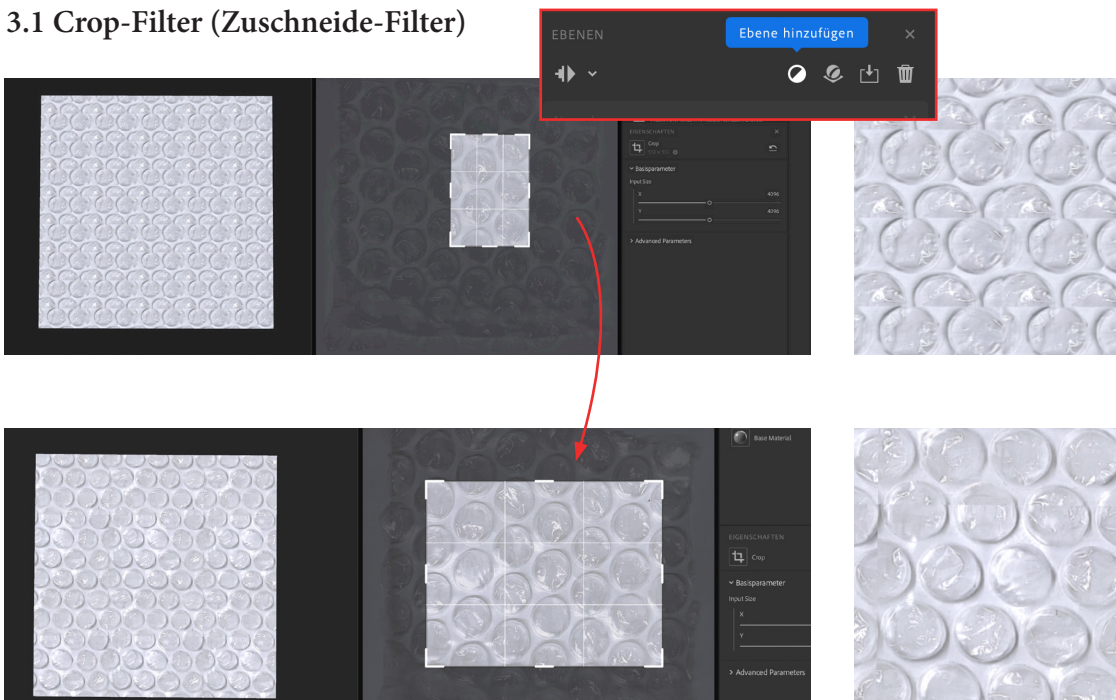 3.1 Crop-Filter (Zuschneide-Filter)
EBENEN
Ebene hinzufügen
EIGENSCHAFTEN
Crop
Basisparameter
Input Size
X 4096
Y 4096
Advanced Parameters
Base Material
EIGENSCHAFTEN
Crop
Basisparameter
Input Size
X
Y
Advanced Parameters